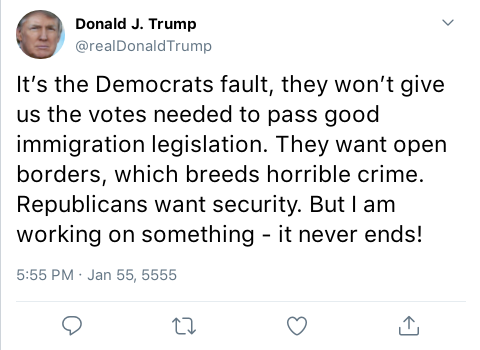 Donald J. Trump
@realDonaldTrump
It’s the Democrats fault, they won’t give
us the votes needed to pass good
immigration legislation. They want open
borders, which breeds horrible crime.
Republicans want security. But I am
working on something - it never ends!
5:55 PM · Jan 55, 5555